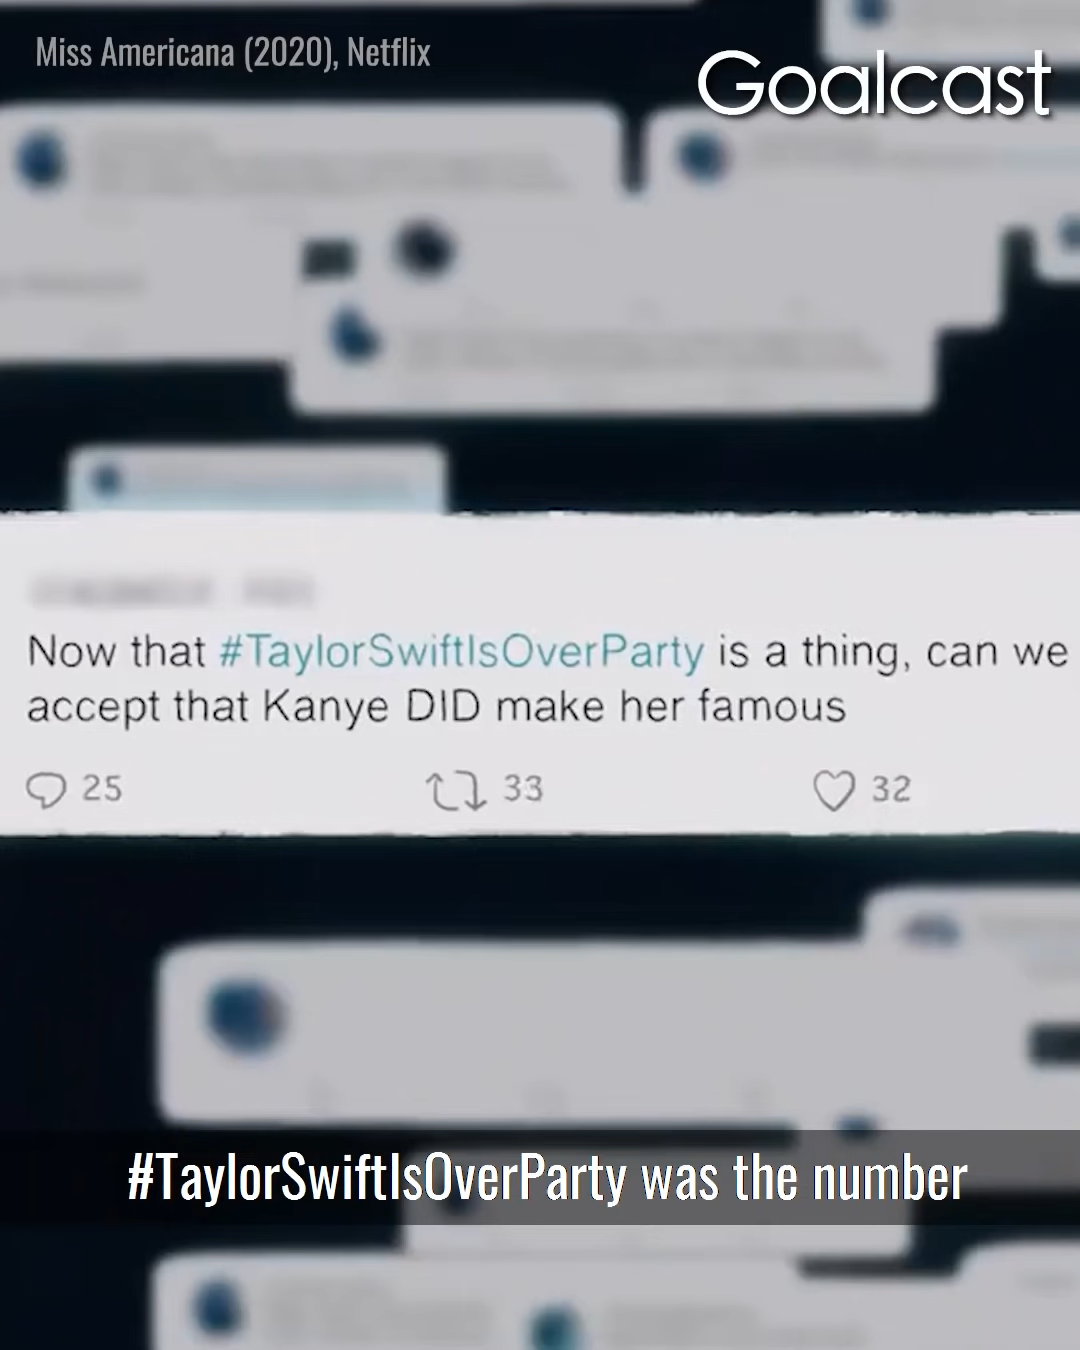 Miss Americana (2020), Netflix
Goalcast
Now that #TaylorSwiftIsOverParty is a thing, can we
accept that Kanye DID make her famous
25 33 32
#TaylorSwiftIsOverParty was the number